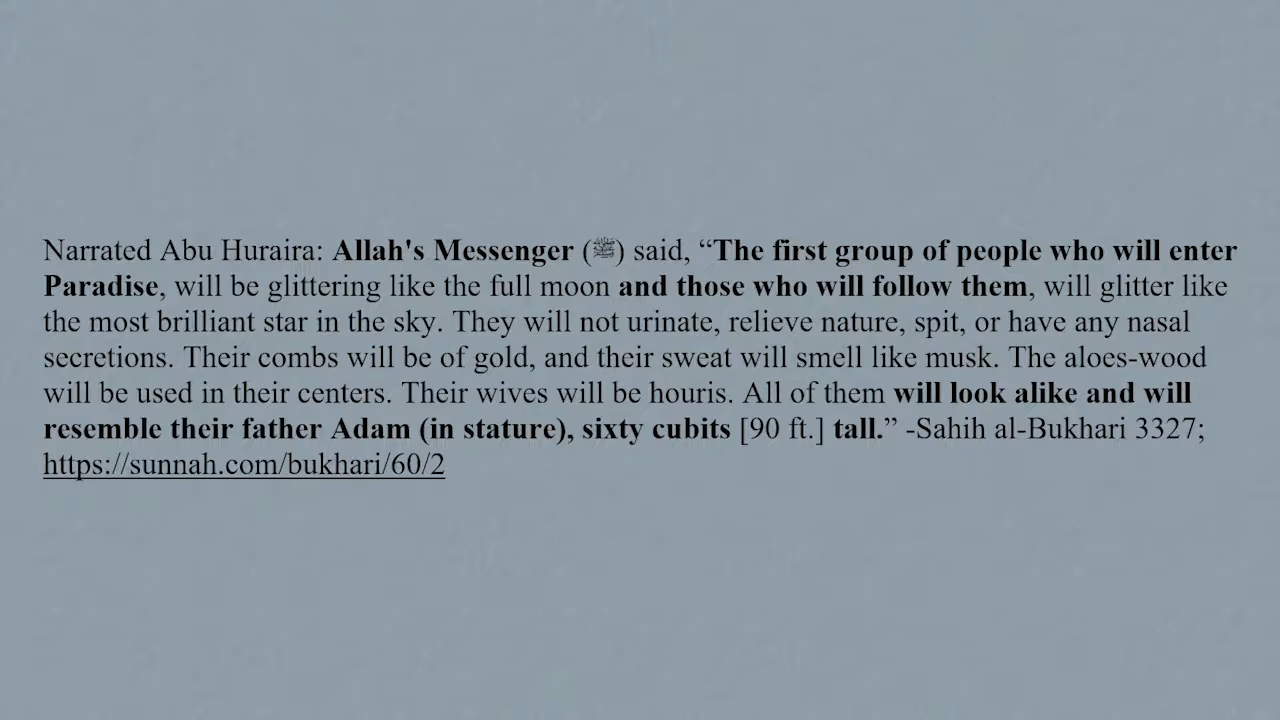 Narrated Abu Huraira: Allah's Messenger (ﷺ) said, “The first group of people who will enter
Paradise, will be glittering like the full moon and those who will follow them, will glitter like
the most brilliant star in the sky. They will not urinate, relieve nature, spit, or have any nasal
secretions. Their combs will be of gold, and their sweat will smell like musk. The aloes-wood
will be used in their centers. Their wives will be houris. All of them will look alike and will
resemble their father Adam (in stature), sixty cubits [90 ft.] tall.” -Sahih al-Bukhari 3327;
https://sunnah.com/bukhari/60/2